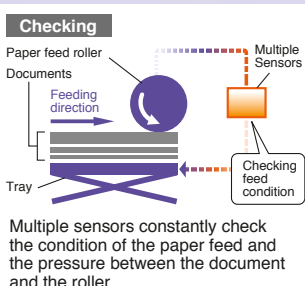 Checking
Paper feed roller
Documents
Feeding
direction
Tray
Multiple
Sensors
Checking
feed
condition
Multiple sensors constantly check
the condition of the paper feed and
the pressure between the document
and the roller